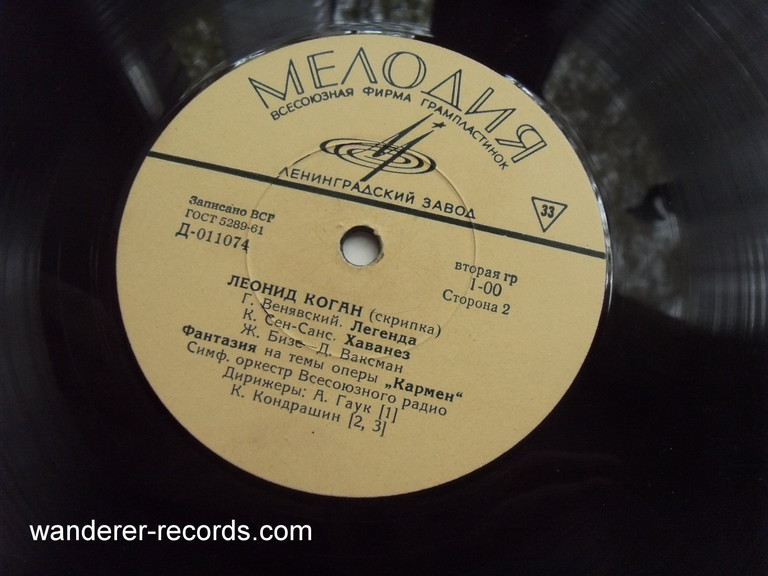 МЕЛОДИЯ
ВСЕСОЮЗНАЯ ФИРМА ГРАМПЛАСТИНОК
ЛЕНИНГРАДСКИЙ ЗАВОД
33
Записано ВСГ
ГОСТ 5289-61
Д-011074
вторая гр
1-00
Сторона 2
ЛЕОНИД КОГАН (скрипка)
Г. Венявский. Легенда
К. Сен-Санс. Хаванез
Ж. Бизе - Д. Ваксман
Фантазия на темы оперы „Кармен“
Симф. оркестр Всесоюзного радио
Дирижеры: А. Гаук [1]
К. Кондрашин [2, 3]
wanderer-records.com